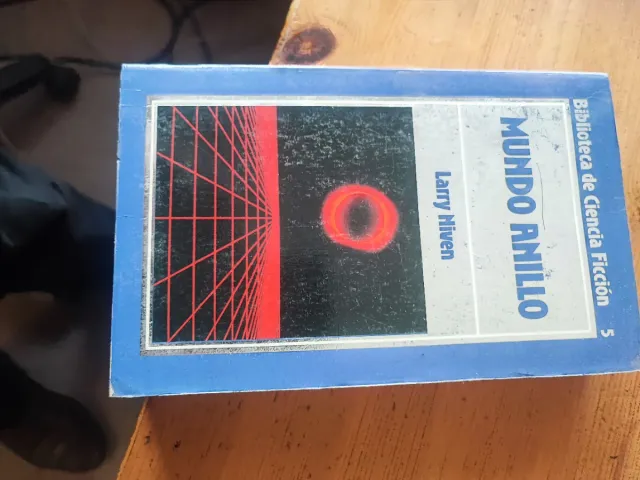 Biblioteca de Ciencia Ficción 5
MUNDO ANILLO
Larry Niven